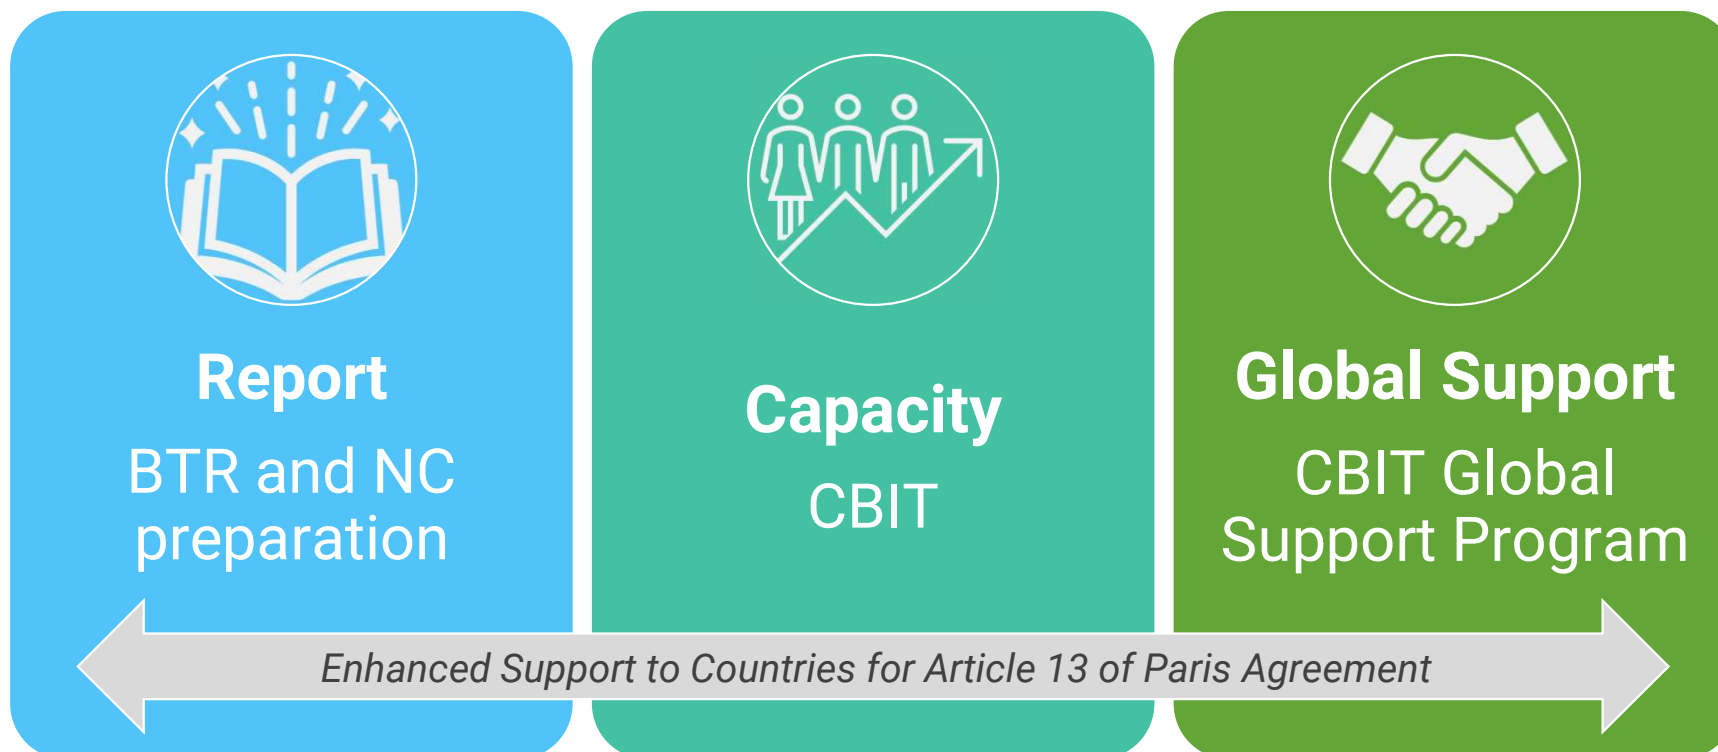 Report
BTR and NC
preparation
Capacity
CBIT
Global Support
CBIT Global
Support Program
Enhanced Support to Countries for Article 13 of Paris Agreement